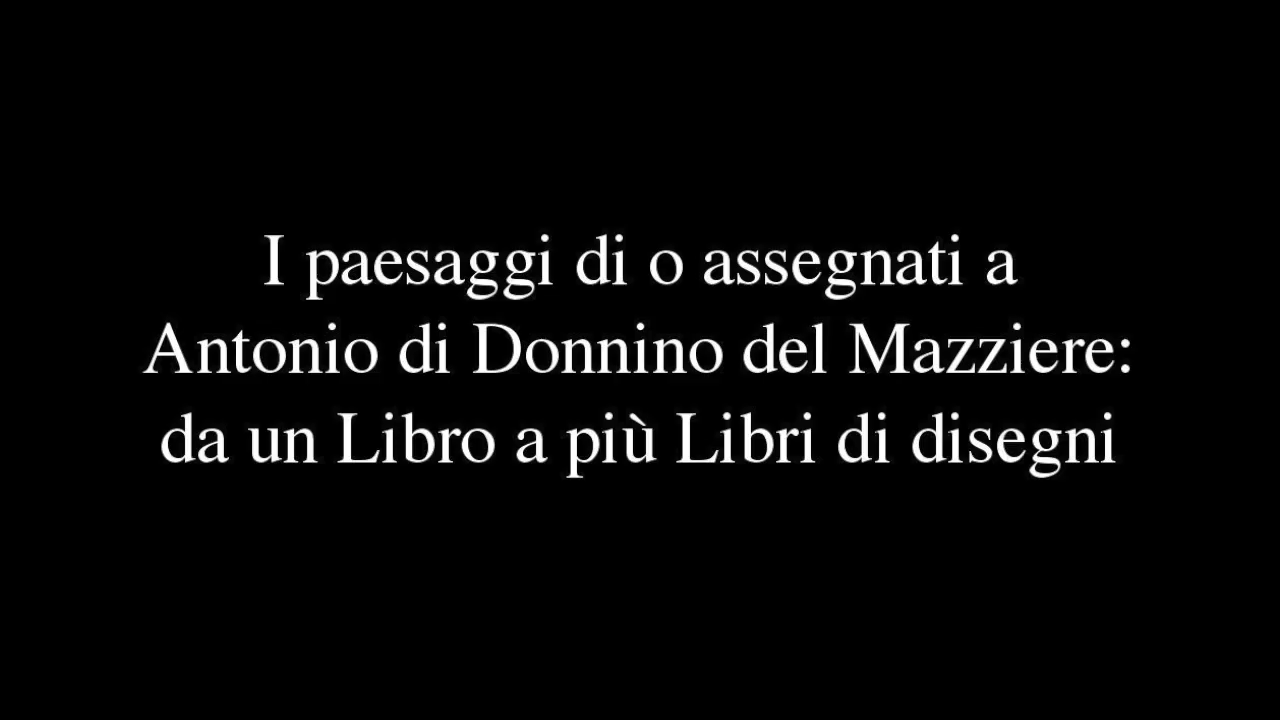 I paesaggi di o assegnati a
Antonio di Donnino del Mazziere:
da un Libro a più Libri di disegni